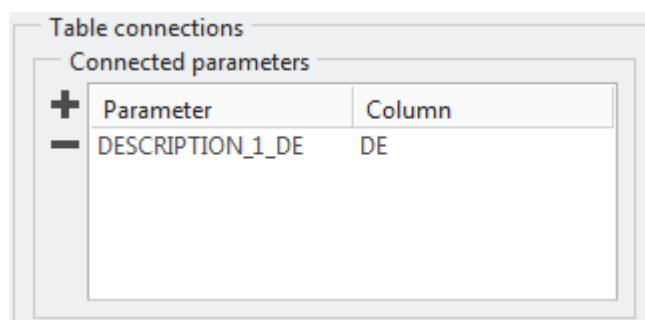 Table connections
Connected parameters
Parameter Column
DESCRIPTION_1_DE DE